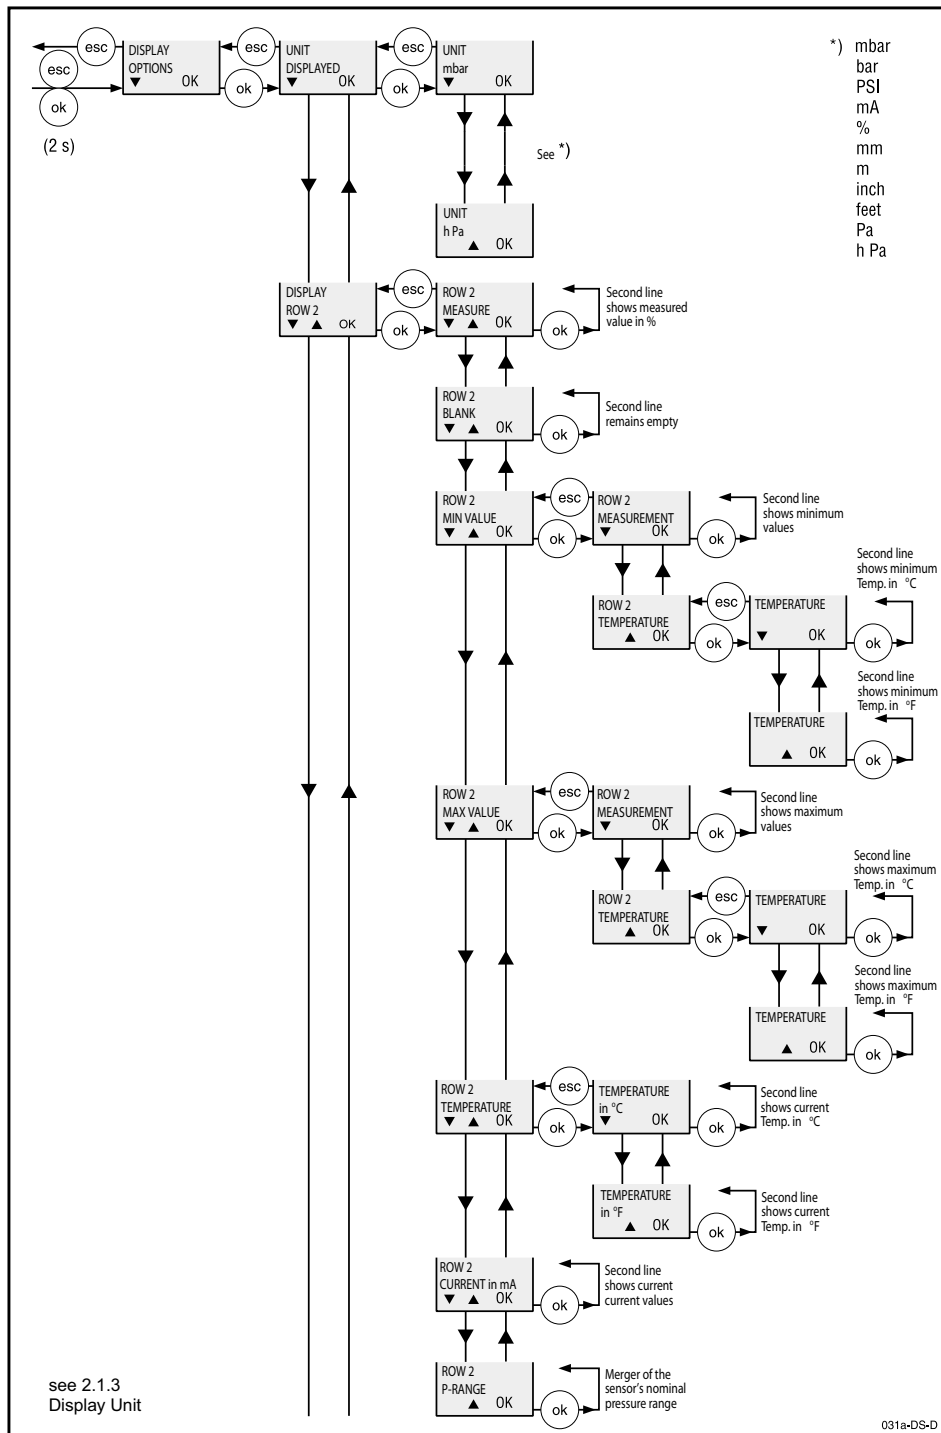 esc
DISPLAY
OPTIONS
▼ OK
esc
ok
(2 s)
esc
ok
UNIT
DISPLAYED
▼ OK
esc
ok
UNIT
mbar
▼ OK
See *)
UNIT
h Pa
▲ OK
*) mbar
bar
PSI
mA
%
mm
m
inch
feet
Pa
h Pa
DISPLAY
ROW 2
▼ ▲ OK
esc
ok
ROW 2
MEASURE
▼ ▲ OK
ok
Second line
shows measured
value in %
ROW 2
BLANK
▼ ▲ OK
ok
Second line
remains empty
ROW 2
MIN VALUE
▼ ▲ OK
esc
ok
ROW 2
MEASUREMENT
▼ OK
ok
Second line
shows minimum
values
ROW 2
TEMPERATURE
▲ OK
esc
ok
TEMPERATURE
▼ OK
ok
Second line
shows minimum
Temp. in °C
TEMPERATURE
▲ OK
ok
Second line
shows minimum
Temp. in °F
ROW 2
MAX VALUE
▼ ▲ OK
esc
ok
ROW 2
MEASUREMENT
▼ OK
ok
Second line
shows maximum
values
ROW 2
TEMPERATURE
▲ OK
esc
ok
TEMPERATURE
▼ OK
ok
Second line
shows maximum
Temp. in °C
TEMPERATURE
▲ OK
ok
Second line
shows maximum
Temp. in °F
ROW 2
TEMPERATURE
▼ ▲ OK
esc
ok
TEMPERATURE
in °C
▼ OK
ok
Second line
shows current
Temp. in °C
TEMPERATURE
in °F
▲ OK
ok
Second line
shows current
Temp. in °F
ROW 2
CURRENT in mA
▼ ▲ OK
ok
Second line
shows current
current values
ROW 2
P-RANGE
▲ OK
ok
Merger of the
sensor's nominal
pressure range
see 2.1.3
Display Unit
031a-DS-D